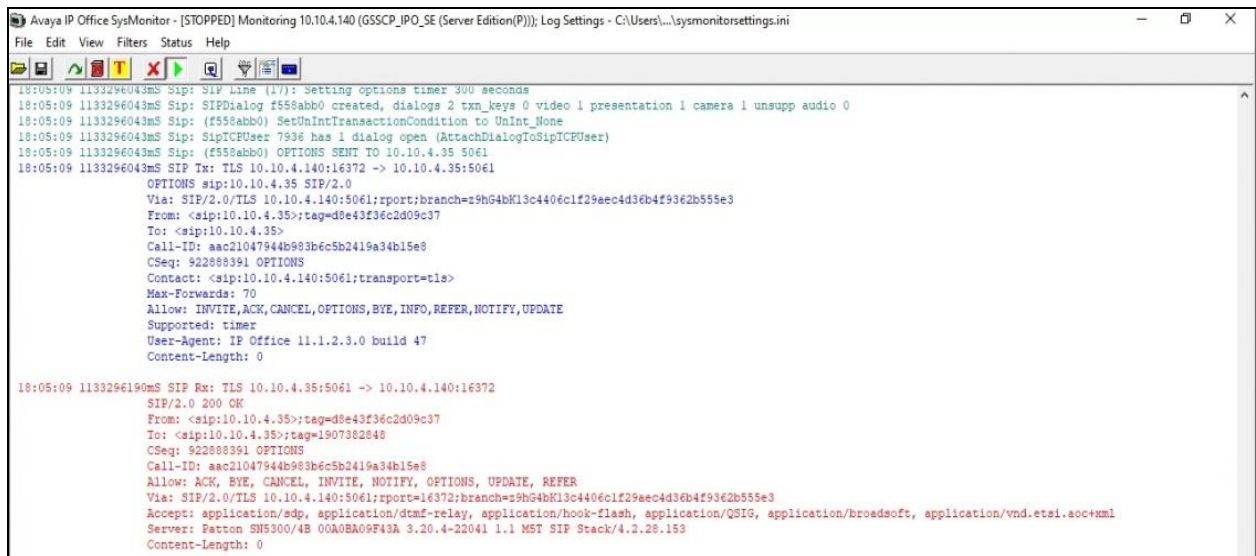 Avaya IP Office SysMonitor - [STOPPED] Monitoring 10.10.4.140 (GSSCP_IPO_SE (Server Edition(P))); Log Settings - C:\Users\...\sysmonitorsettings.ini
File Edit View Filters Status Help
T
18:05:09 1133296043mS Sip: SIP Line (17): Setting options timer 300 seconds
18:05:09 1133296043mS Sip: SIPDialog f558abb0 created, dialogs 2 txn_keys 0 video 1 presentation 1 camera 1 unsupp audio 0
18:05:09 1133296043mS Sip: (f558abb0) SetUnIntTransactionCondition to UnInt_None
18:05:09 1133296043mS Sip: SipTCPUser 7936 has 1 dialog open (AttachDialogToSipTCPUser)
18:05:09 1133296043mS Sip: (f558abb0) OPTIONS SENT TO 10.10.4.35 5061
18:05:09 1133296043mS SIP Tx: TLS 10.10.4.140:16372 -> 10.10.4.35:5061
OPTIONS sip:10.10.4.35 SIP/2.0
Via: SIP/2.0/TLS 10.10.4.140:5061;rport;branch=z9hG4bK13c4406c1f29aec4d36b4f9362b555e3
From: <sip:10.10.4.35>;tag=d8e43f36c2d09c37
To: <sip:10.10.4.35>
Call-ID: aac21047944b983b6c5b2419a34b15e8
CSeq: 922888391 OPTIONS
Contact: <sip:10.10.4.140:5061;transport=tls>
Max-Forwards: 70
Allow: INVITE,ACK,CANCEL,OPTIONS,BYE,INFO,REFER,NOTIFY,UPDATE
Supported: timer
User-Agent: IP Office 11.1.2.3.0 build 47
Content-Length: 0
18:05:09 1133296190mS SIP Rx: TLS 10.10.4.35:5061 -> 10.10.4.140:16372
SIP/2.0 200 OK
From: <sip:10.10.4.35>;tag=d8e43f36c2d09c37
To: <sip:10.10.4.35>;tag=1907382848
CSeq: 922888391 OPTIONS
Call-ID: aac21047944b983b6c5b2419a34b15e8
Allow: ACK, BYE, CANCEL, INVITE, NOTIFY, OPTIONS, UPDATE, REFER
Via: SIP/2.0/TLS 10.10.4.140:5061;rport=16372;branch=z9hG4bK13c4406c1f29aec4d36b4f9362b555e3
Accept: application/sdp, application/dtmf-relay, application/hook-flash, application/QSIG, application/broadsoft, application/vnd.etsi.aoc+xml
Server: Patton SN5300/4B 00A0BA09F43A 3.20.4-22041 1.1 M5T SIP Stack/4.2.28.153
Content-Length: 0